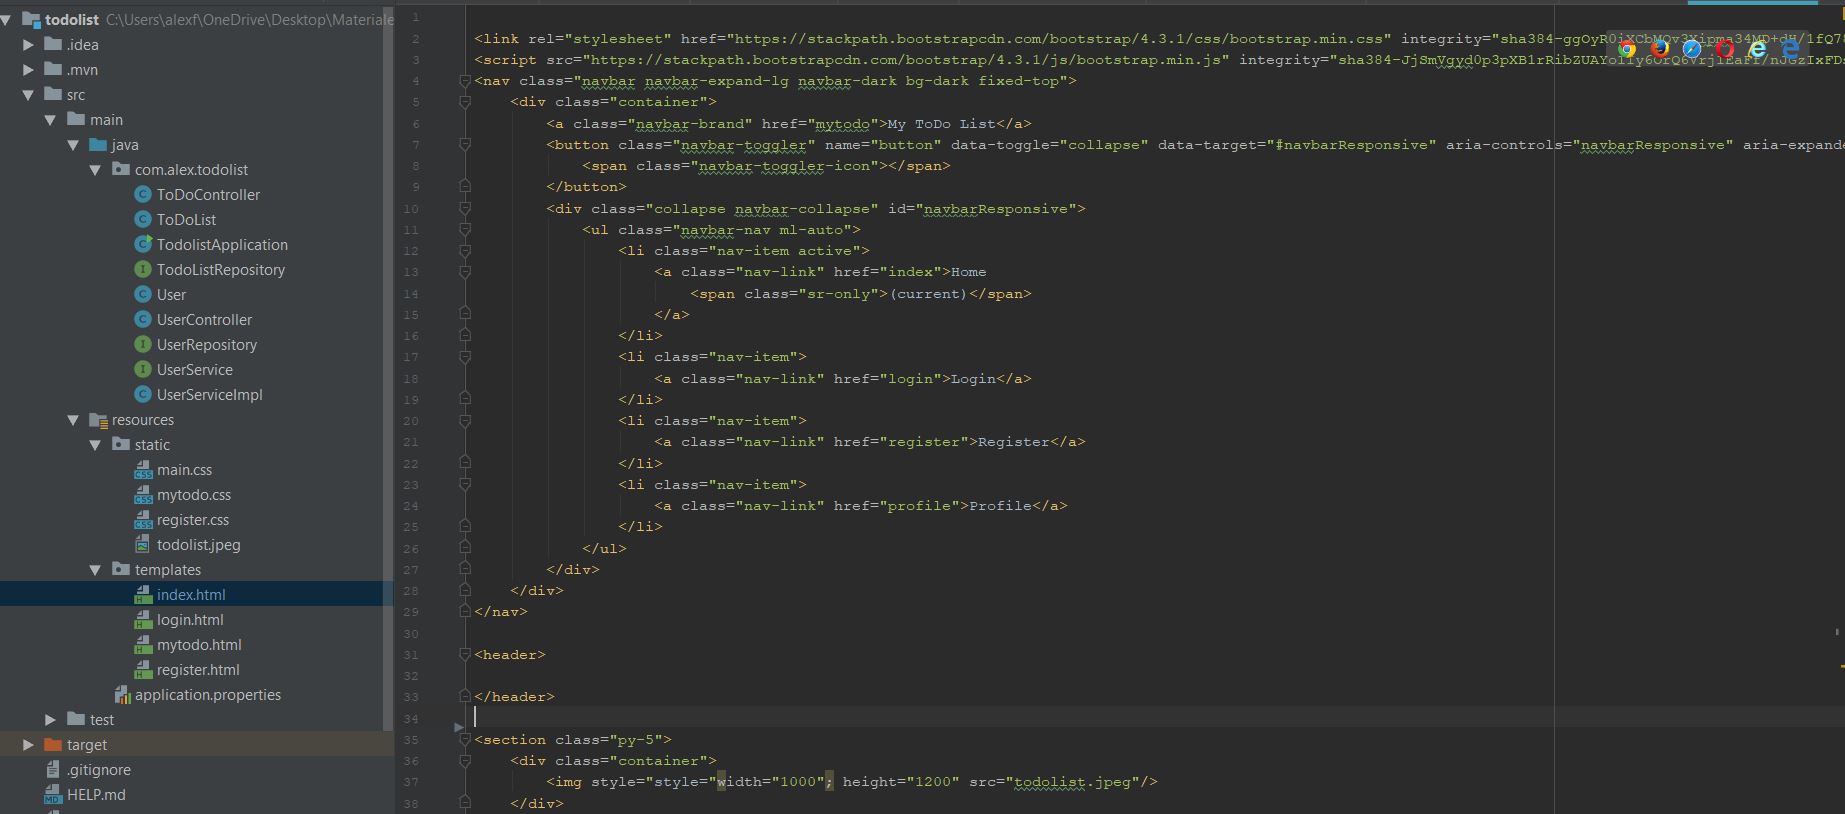 todolist C:\Users\alexf\OneDrive\Desktop\Materiale
.idea
.mvn
src
main
java
com.alex.todolist
ToDoController
ToDoList
TodolistApplication
TodoListRepository
User
UserController
UserRepository
UserService
UserServiceImpl
resources
static
main.css
mytodo.css
register.css
todolist.jpeg
templates
index.html
login.html
mytodo.html
register.html
application.properties
test
target
.gitignore
HELP.md
1
2 <link rel="stylesheet" href="https://stackpath.bootstrapcdn.com/bootstrap/4.3.1/css/bootstrap.min.css" integrity="sha384-
3 <script src="https://stackpath.bootstrapcdn.com/bootstrap/4.3.1/js/bootstrap.min.js" integrity="sha384-
4 <nav class="navbar navbar-expand-lg navbar-dark bg-dark fixed-top">
5 <div class="container">
6 <a class="navbar-brand" href="mytodo">My ToDo List</a>
7 <button class="navbar-toggler" name="button" data-toggle="collapse" data-target="#navbarResponsive" aria-controls="navbarResponsive" aria-expande
8 <span class="navbar-toggler-icon"></span>
9 </button>
10 <div class="collapse navbar-collapse" id="navbarResponsive">
11 <ul class="navbar-nav ml-auto">
12 <li class="nav-item active">
13 <a class="nav-link" href="index">Home
14 <span class="sr-only">(current)</span>
15 </a>
16 </li>
17 <li class="nav-item">
18 <a class="nav-link" href="login">Login</a>
19 </li>
20 <li class="nav-item">
21 <a class="nav-link" href="register">Register</a>
22 </li>
23 <li class="nav-item">
24 <a class="nav-link" href="profile">Profile</a>
25 </li>
26 </ul>
27 </div>
28 </div>
29 </nav>
30
31 <header>
32
33 </header>
34
35 <section class="py-5">
36 <div class="container">
37 <img style="style="width="1000"; height="1200" src="todolist.jpeg"/>
38 </div>